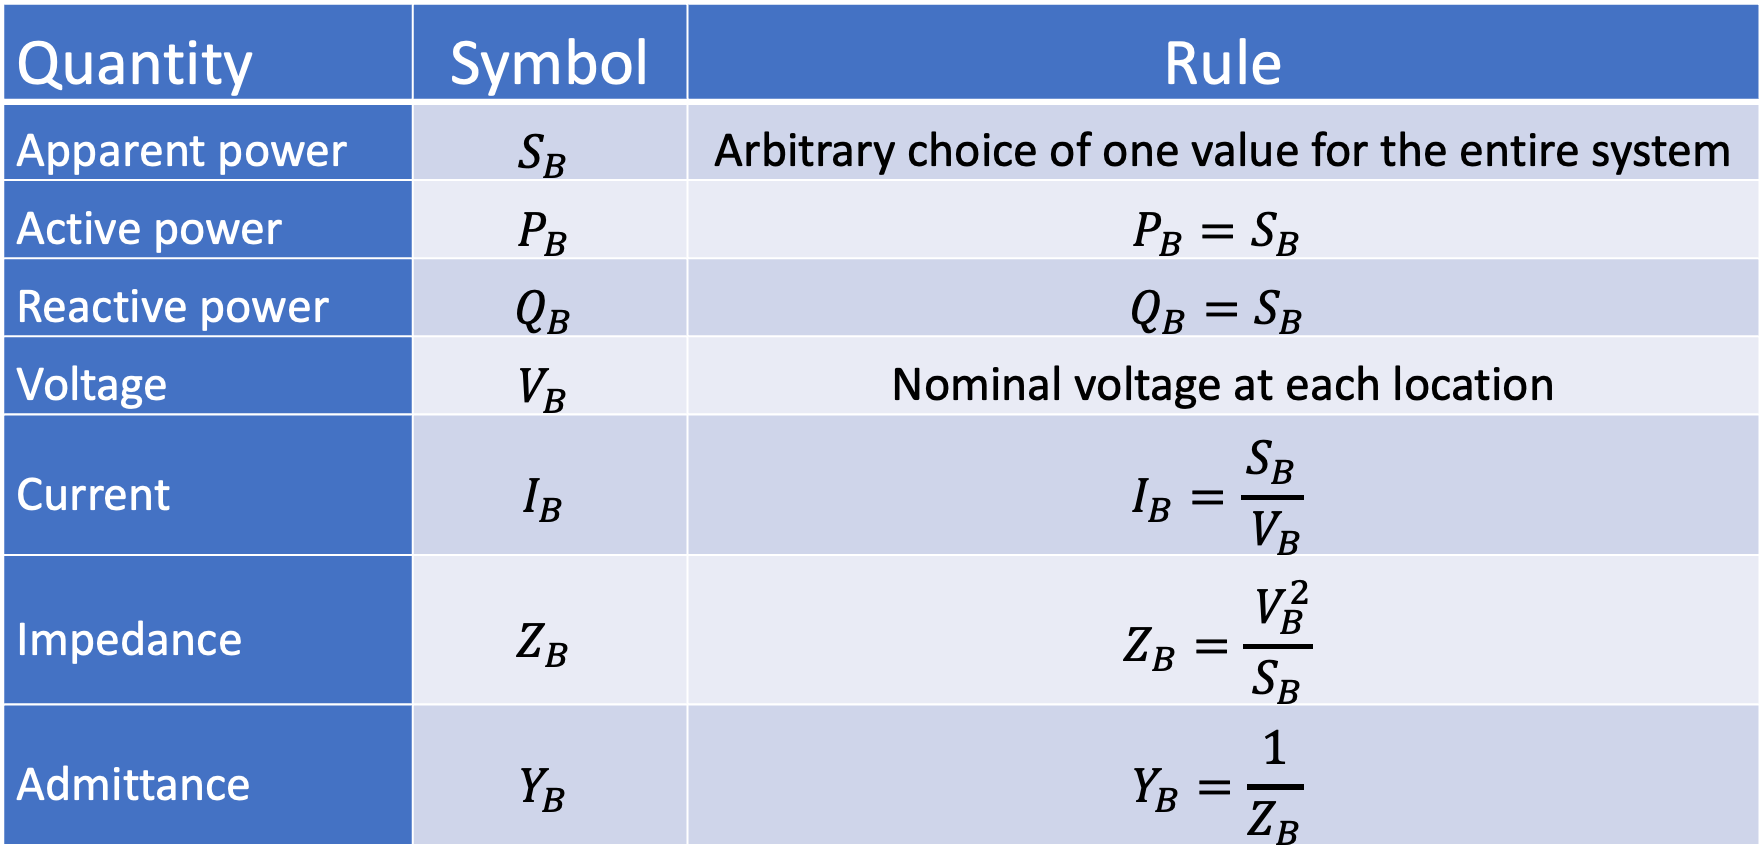 Quantity Symbol Rule
Apparent power S_B Arbitrary choice of one value for the entire system
Active power P_B P_B = S_B
Reactive power Q_B Q_B = S_B
Voltage V_B Nominal voltage at each location
Current I_B I_B = S_B / V_B
Impedance Z_B Z_B = V_B^2 / S_B
Admittance Y_B Y_B = 1 / Z_B